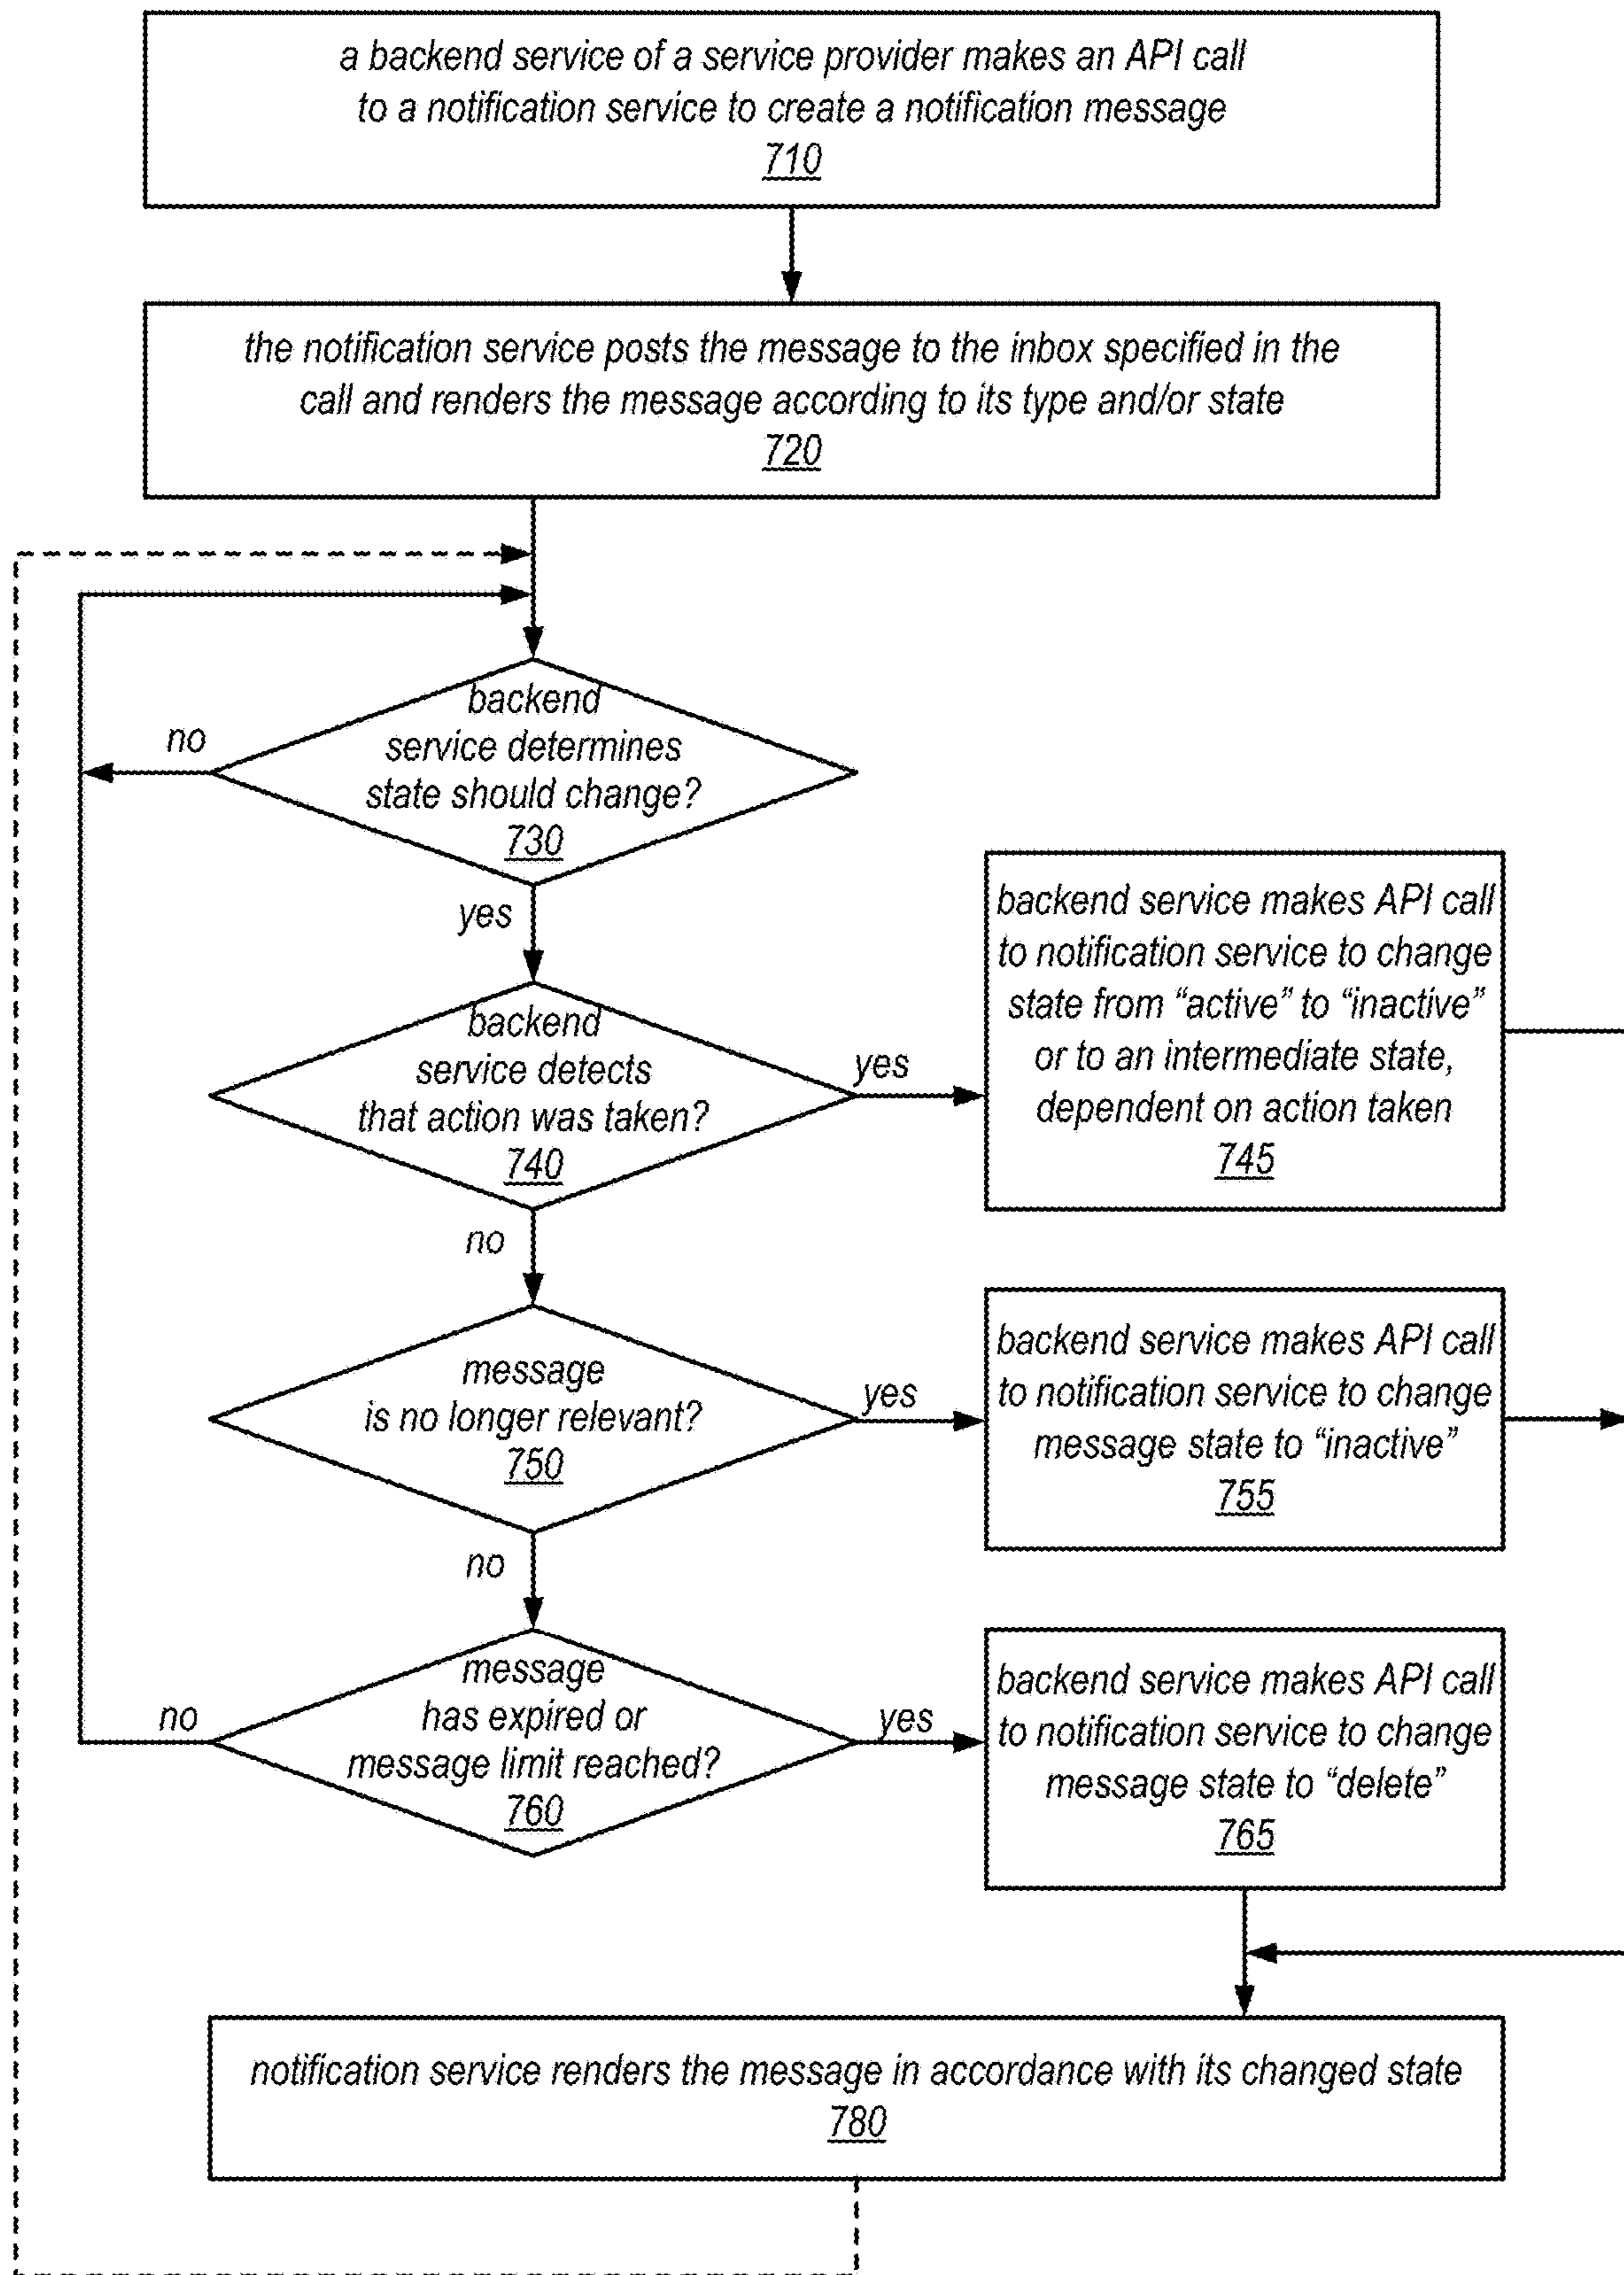 a backend service of a service provider makes an API call
to a notification service to create a notification message
710
the notification service posts the message to the inbox specified in the
call and renders the message according to its type and/or state
720
backend
service determines
state should change?
730
no
yes
backend
service detects
that action was taken?
740
yes
backend service makes API call
to notification service to change
state from “active” to “inactive”
or to an intermediate state,
dependent on action taken
745
no
message
is no longer relevant?
750
yes
backend service makes API call
to notification service to change
message state to “inactive”
755
no
message
has expired or
message limit reached?
760
no
yes
backend service makes API call
to notification service to change
message state to “delete”
765
notification service renders the message in accordance with its changed state
780